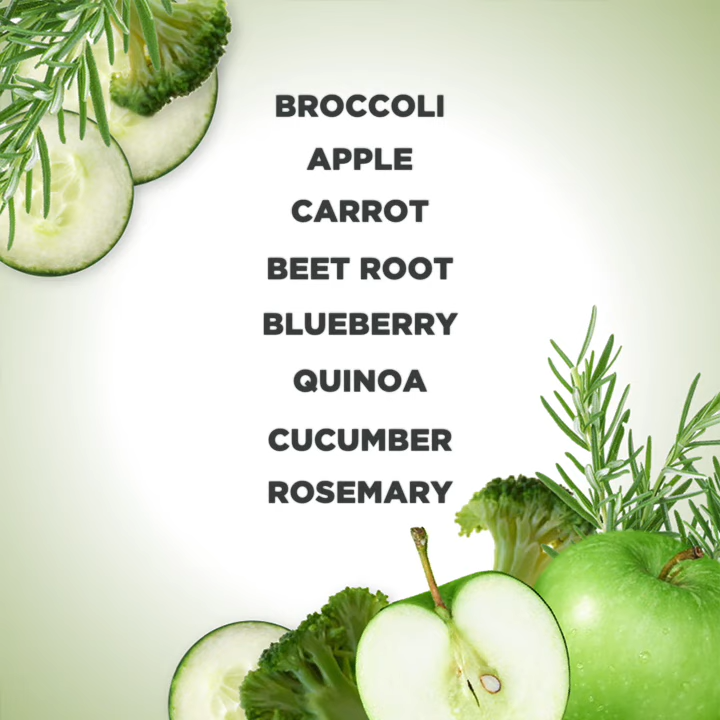 BROCCOLI
APPLE
CARROT
BEET ROOT
BLUEBERRY
QUINOA
CUCUMBER
ROSEMARY